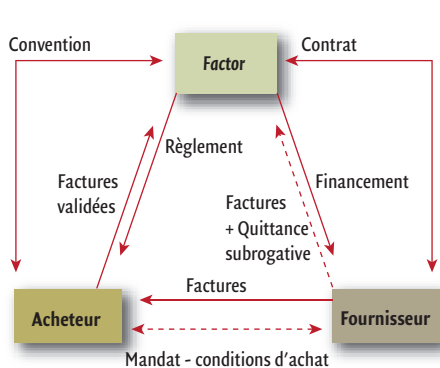 Convention
Factor
Contrat
Règlement
Factures
validées
Financement
Factures
+ Quittance
subrogative
Factures
Acheteur
Fournisseur
Mandat - conditions d'achat